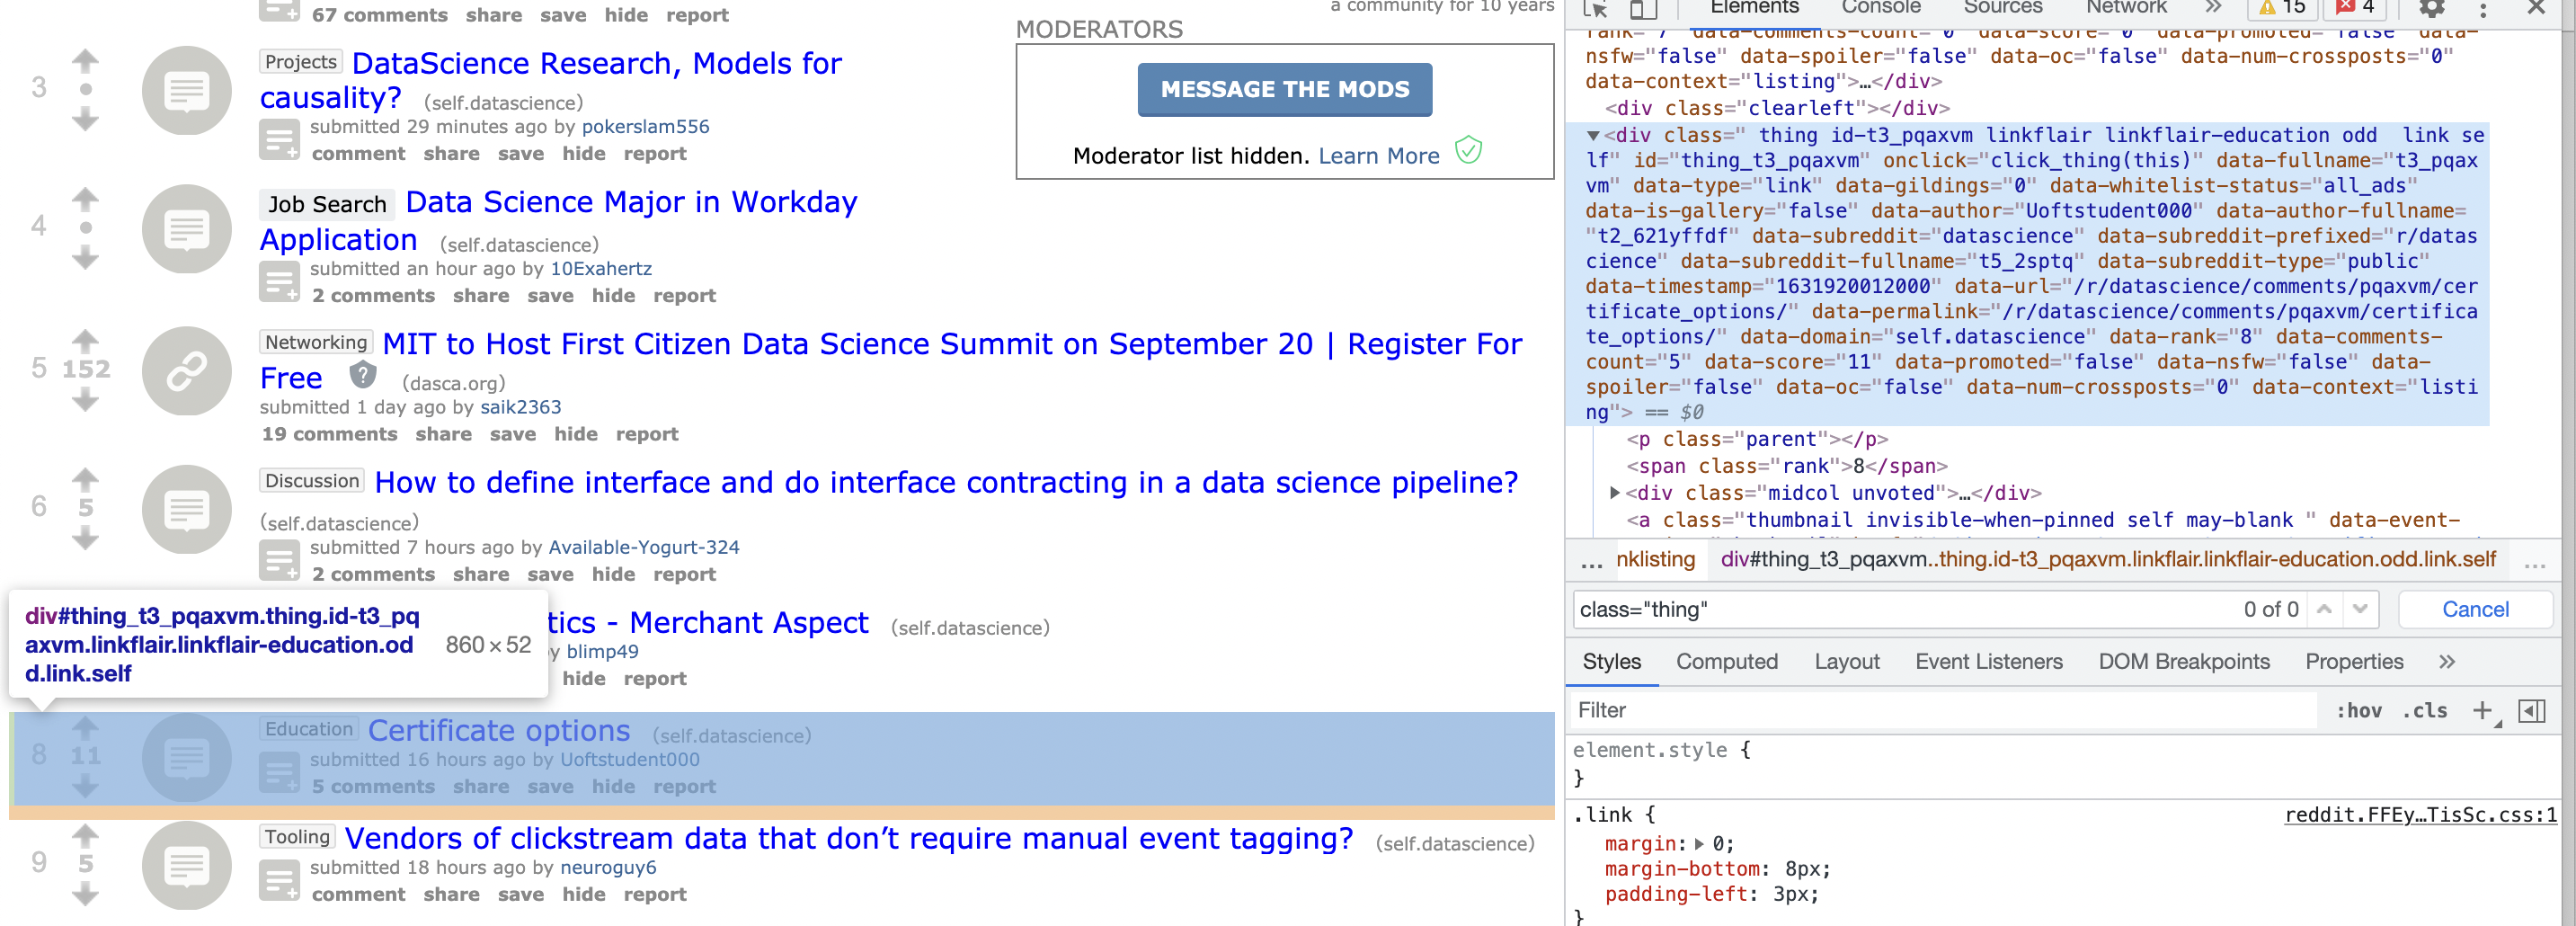 67 comments share save hide report
a community for 10 years
MODERATORS
MESSAGE THE MODS
Moderator list hidden. Learn More
3
Projects DataScience Research, Models for
causality? (self.datascience)
submitted 29 minutes ago by pokerslam556
comment share save hide report
4
Job Search Data Science Major in Workday
Application (self.datascience)
submitted an hour ago by 10Exahertz
2 comments share save hide report
5 152
Networking MIT to Host First Citizen Data Science Summit on September 20 | Register For
Free ? (dasca.org)
submitted 1 day ago by saik2363
19 comments share save hide report
6 5
Discussion How to define interface and do interface contracting in a data science pipeline?
(self.datascience)
submitted 7 hours ago by Available-Yogurt-324
2 comments share save hide report
tics - Merchant Aspect (self.datascience)
by blimp49
hide report
div#thing_t3_pqaxvm.thing.id-t3_pq
axvm.linkflair.linkflair-education.od
d.link.self
860 × 52
8 11
Education Certificate options (self.datascience)
submitted 16 hours ago by Uoftstudent000
5 comments share save hide report
9 5
Tooling Vendors of clickstream data that don’t require manual event tagging? (self.datascience)
submitted 18 hours ago by neuroguy6
comment share save hide report
Elements Console Sources Network » 15 4
rank="7" data-comments-count="0" data-score="0" data-promoted="false" data-
nsfw="false" data-spoiler="false" data-oc="false" data-num-crossposts="0"
data-context="listing">…</div>
<div class="clearleft"></div>
<div class=" thing id-t3_pqaxvm linkflair linkflair-education odd  link se
lf" id="thing_t3_pqaxvm" onclick="click_thing(this)" data-fullname="t3_pqax
vm" data-type="link" data-gildings="0" data-whitelist-status="all_ads"
data-is-gallery="false" data-author="Uoftstudent000" data-author-fullname=
"t2_621yffdf" data-subreddit="datascience" data-subreddit-prefixed="r/datas
cience" data-subreddit-fullname="t5_2sptq" data-subreddit-type="public"
data-timestamp="1631920012000" data-url="/r/datascience/comments/pqaxvm/cer
tificate_options/" data-permalink="/r/datascience/comments/pqaxvm/certifica
te_options/" data-domain="self.datascience" data-rank="8" data-comments-
count="5" data-score="11" data-promoted="false" data-nsfw="false" data-
spoiler="false" data-oc="false" data-num-crossposts="0" data-context="listi
ng"> == $0
<p class="parent"></p>
<span class="rank">8</span>
<div class="midcol unvoted">…</div>
<a class="thumbnail invisible-when-pinned self may-blank " data-event-
… nklisting div#thing_t3_pqaxvm..thing.id-t3_pqaxvm.linkflair.linkflair-education.odd.link.self …
class="thing" 0 of 0 Cancel
Styles Computed Layout Event Listeners DOM Breakpoints Properties »
Filter :hov .cls +
element.style {
}
.link { reddit.FFEy…TisSc.css:1
margin: 0;
margin-bottom: 8px;
padding-left: 3px;
}